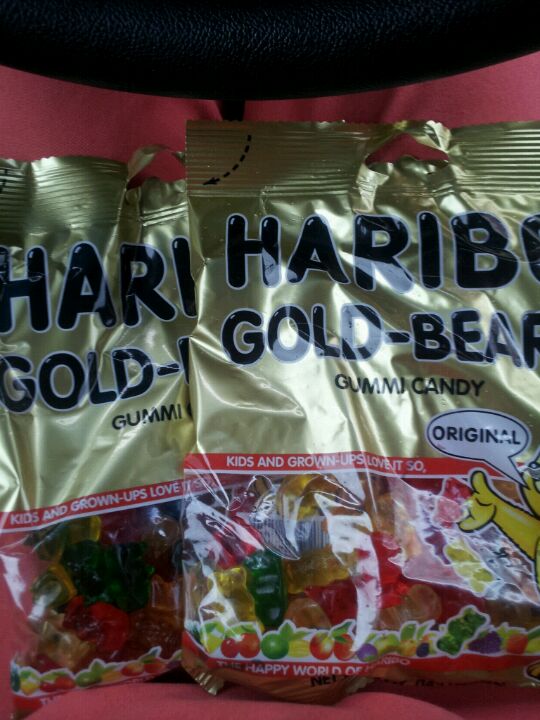 HARI
GOLD-
GUMMI
KIDS AND GROWN-UPS LOVE IT
HARIB
GOLD-BEAR
GUMMI CANDY
ORIGINAL
KIDS AND GROWN-UPS LOVE IT SO,
THE HAPPY WORLD OF HARIBO